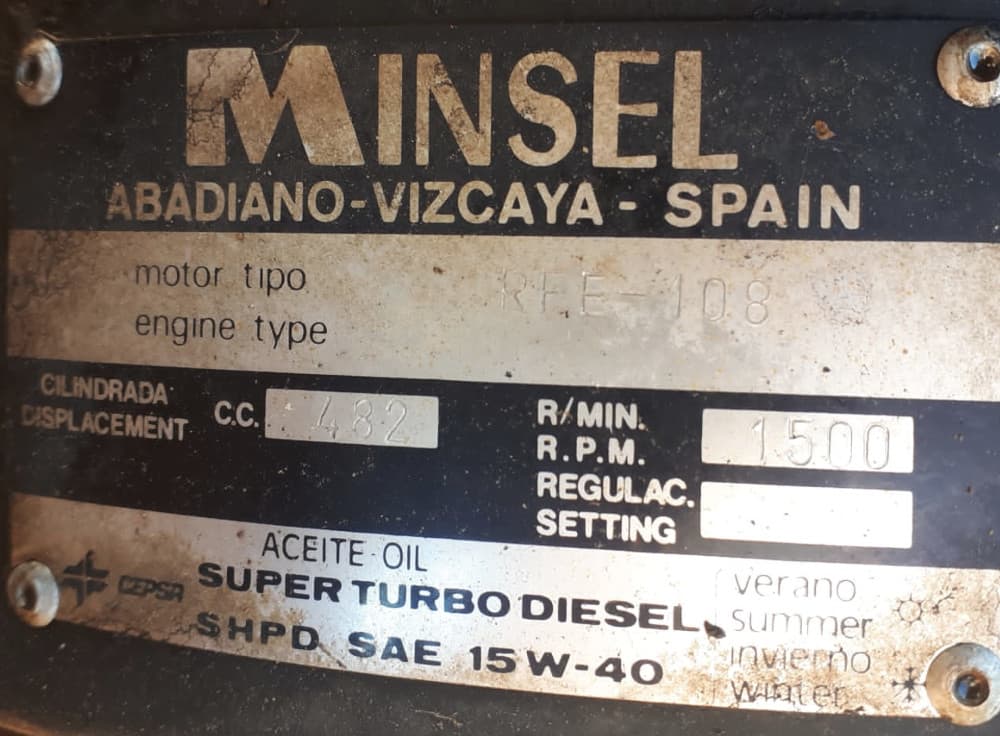 MINSEL
ABADIANO-VIZCAYA - SPAIN
motor tipo
engine type
RFE-108
CILINDRADA
DISPLACEMENT
C.C. 482
R/MIN.
R.P.M.
1500
REGULAC.
SETTING
ACEITE OIL
CEPSA
SUPER TURBO DIESEL
SHPD SAE 15W-40
verano
summer
invierno
winter